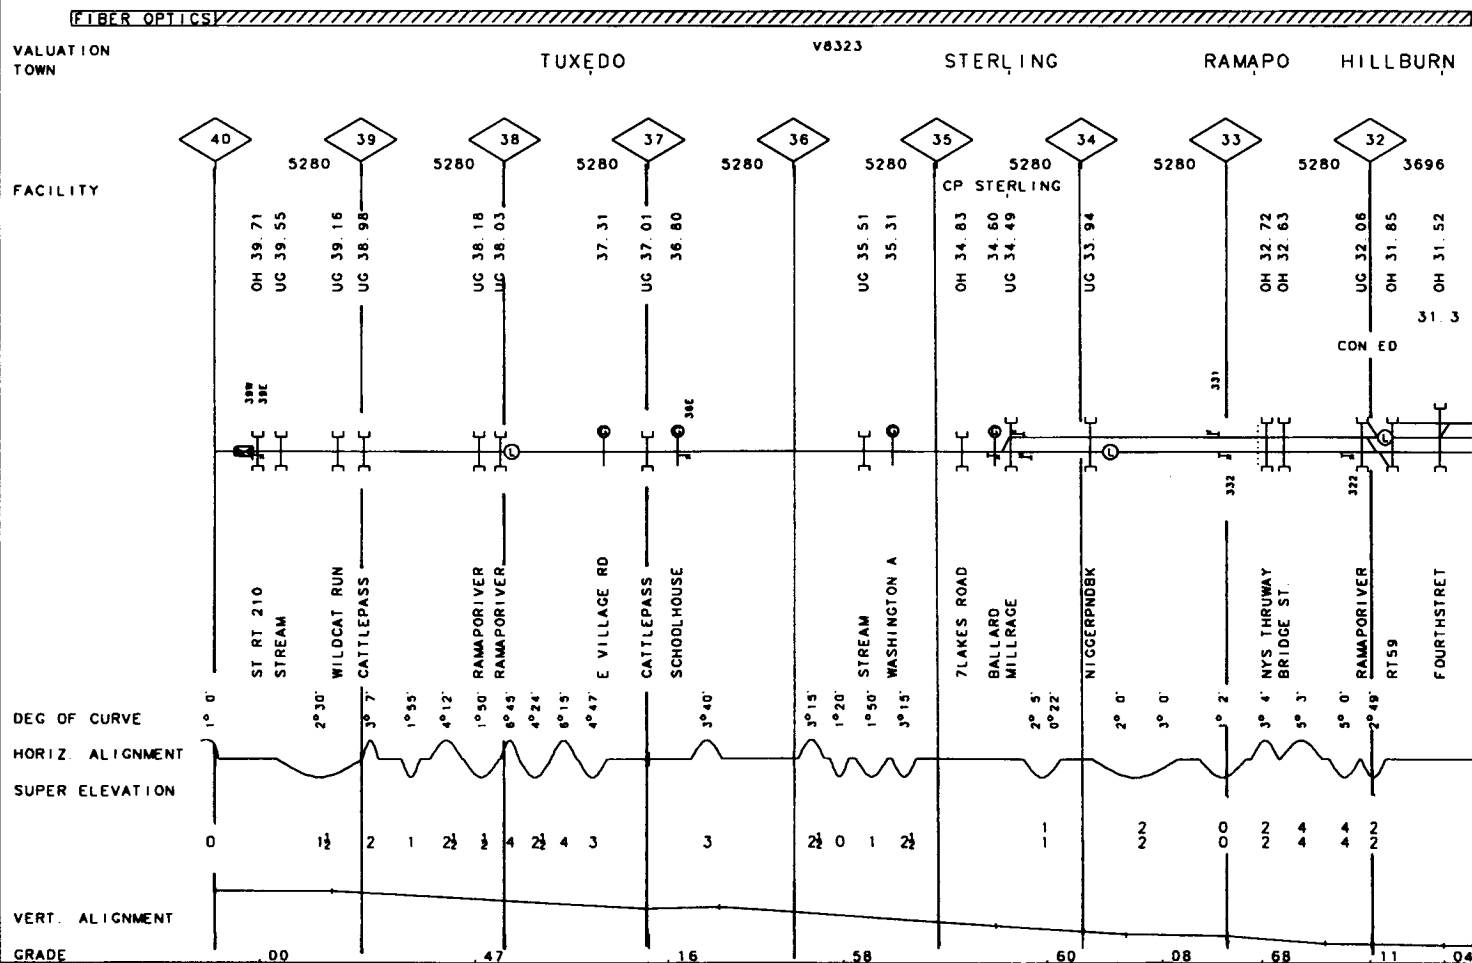 FIBER OPTICS
VALUATION V8323
TOWN TUXEDO STERLING RAMAPO HILLBURN
40 39 38 37 36 35 34 33 32
5280 5280 5280 5280 5280 5280 5280 5280 3696
FACILITY CP STERLING
OH 39.71
UG 39.55
UG 39.16
UG 38.98
UG 38.18
UG 38.03
37.31
UG 37.01
36.80
UG 35.51
35.31
OH 34.83
34.60
UG 34.49
UG 33.94
OH 32.72
OH 32.63
UG 32.06
OH 31.85
OH 31.52
31.3
CON ED
39W
39E
L
G
G
36E
G
G
331
332
322
L
L
ST RT 210
STREAM
WILDCAT RUN
CATTLEPASS
RAMAPORIVER
RAMAPORIVER
E VILLAGE RD
CATTLEPASS
SCHOOLHOUSE
STREAM
WASHINGTON A
7LAKES ROAD
BALLARD
MILLRACE
NIGGERPNDBK
NYS THRUWAY
BRIDGE ST.
RAMAPORIVER
RT59
FOURTHSTRET
DEG OF CURVE 1° 0' 2°30' 3° 7' 1°55' 4°12' 1°50' 6°45' 4°24' 6°15' 4°47' 3°40' 3°15' 1°20' 1°50' 3°15' 2° 5' 0°22' 2° 0' 3° 0' 3° 2' 3° 4' 5° 3' 5° 0' 2°49'
HORIZ. ALIGNMENT
SUPER ELEVATION
1 2 0 2 4 4 2
0 1½ 2 1 2½ ½ 4 2½ 4 3 3 2½ 0 1 2½ 1 2 0 2 4 4 2
VERT. ALIGNMENT
GRADE .00 .47 .16 .58 .60 .08 .68 .11 .04